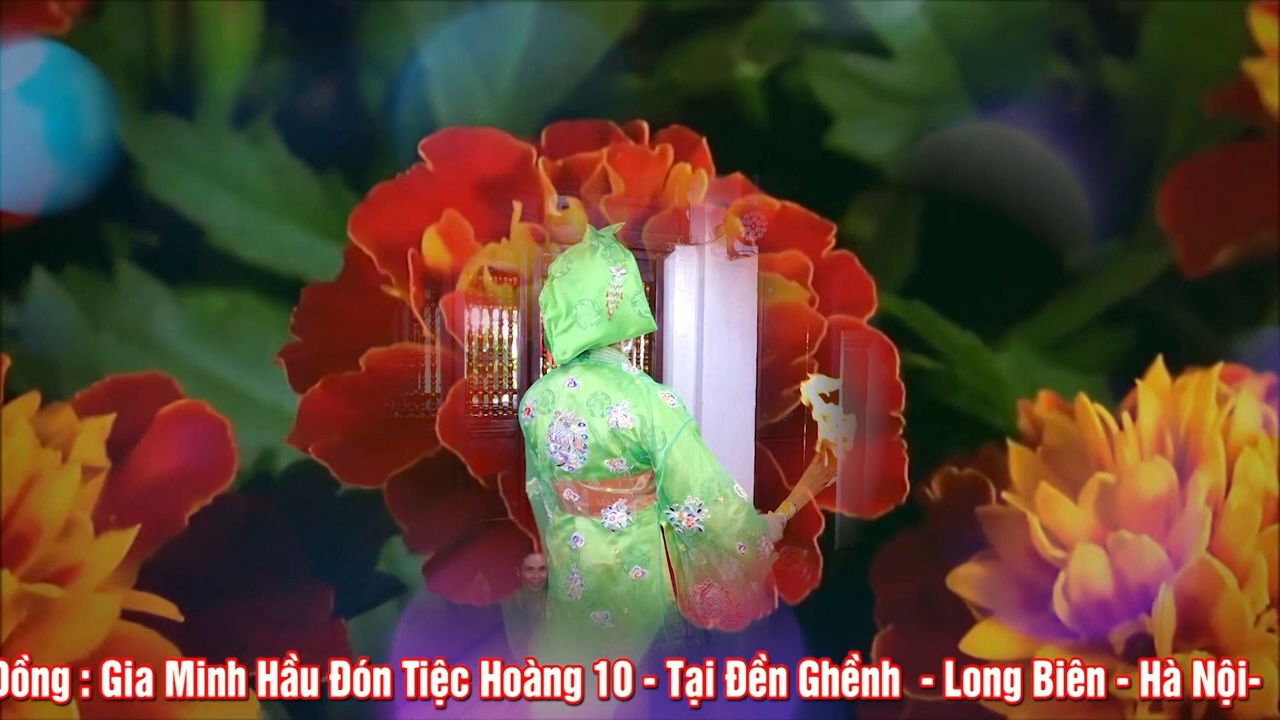 Đồng : Gia Minh Hầu Đón Tiệc Hoàng 10 - Tại Đền Ghềnh - Long Biên - Hà Nội-